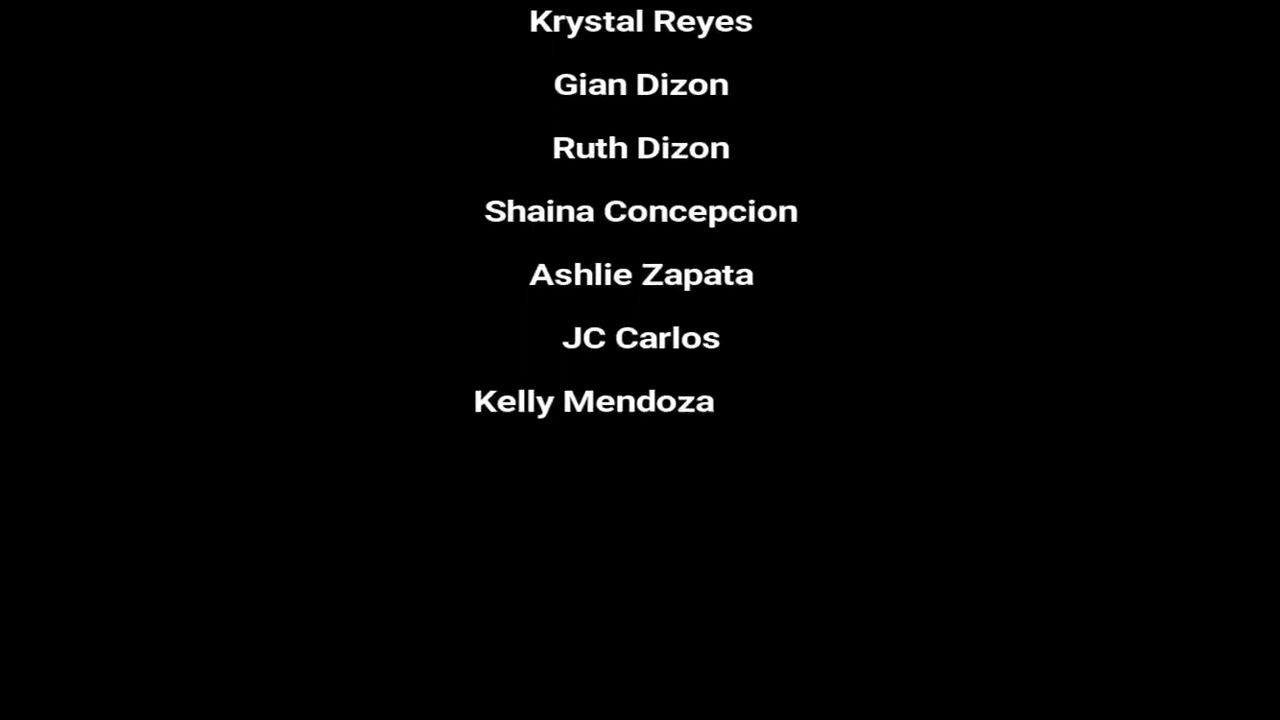 Krystal Reyes
Gian Dizon
Ruth Dizon
Shaina Concepcion
Ashlie Zapata
JC Carlos
Kelly Mendoza